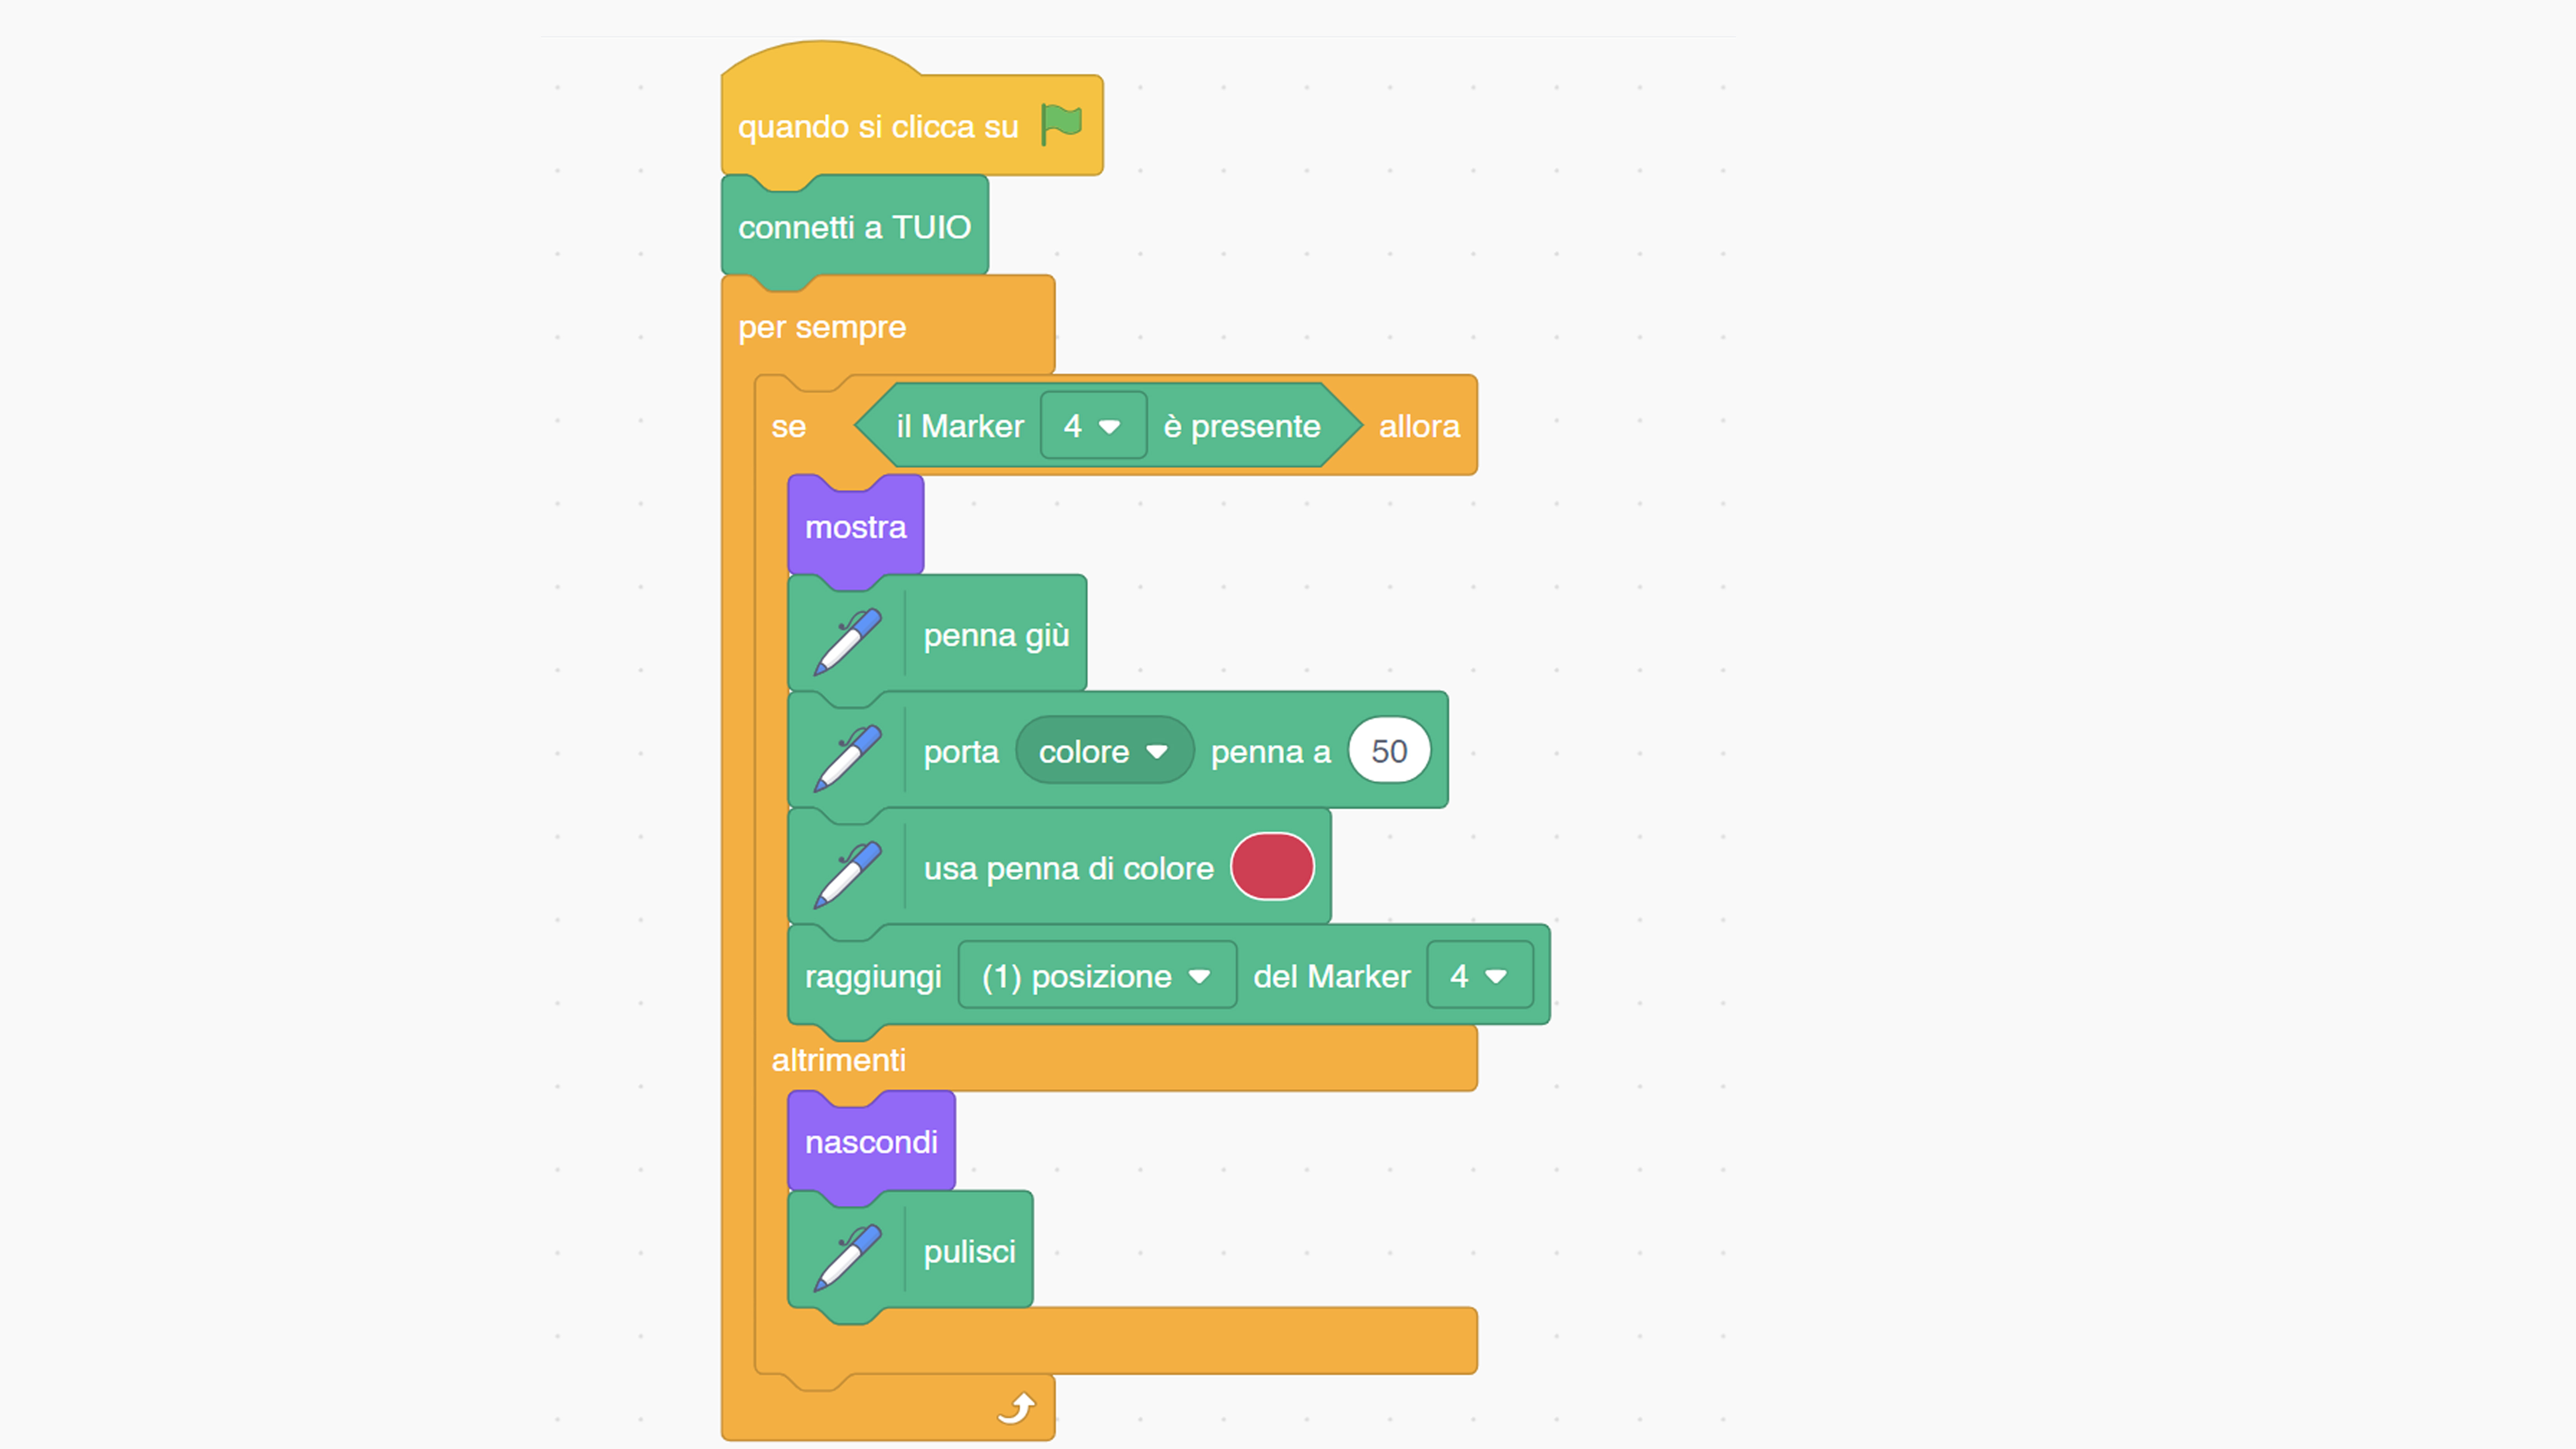 quando si clicca su
connetti a TUIO
per sempre
se il Marker 4 è presente allora
mostra
penna giù
porta colore penna a 50
usa penna di colore
raggiungi (1) posizione del Marker 4
altrimenti
nascondi
pulisci